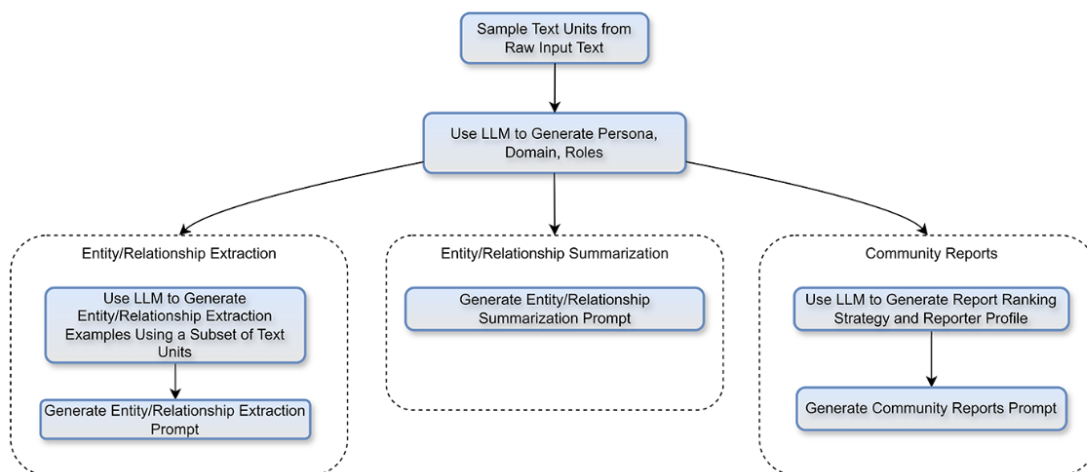 Sample Text Units from
Raw Input Text
Use LLM to Generate Persona,
Domain, Roles
Entity/Relationship Extraction
Use LLM to Generate
Entity/Relationship Extraction
Examples Using a Subset of Text
Units
Generate Entity/Relationship Extraction
Prompt
Entity/Relationship Summarization
Generate Entity/Relationship
Summarization Prompt
Community Reports
Use LLM to Generate Report Ranking
Strategy and Reporter Profile
Generate Community Reports Prompt